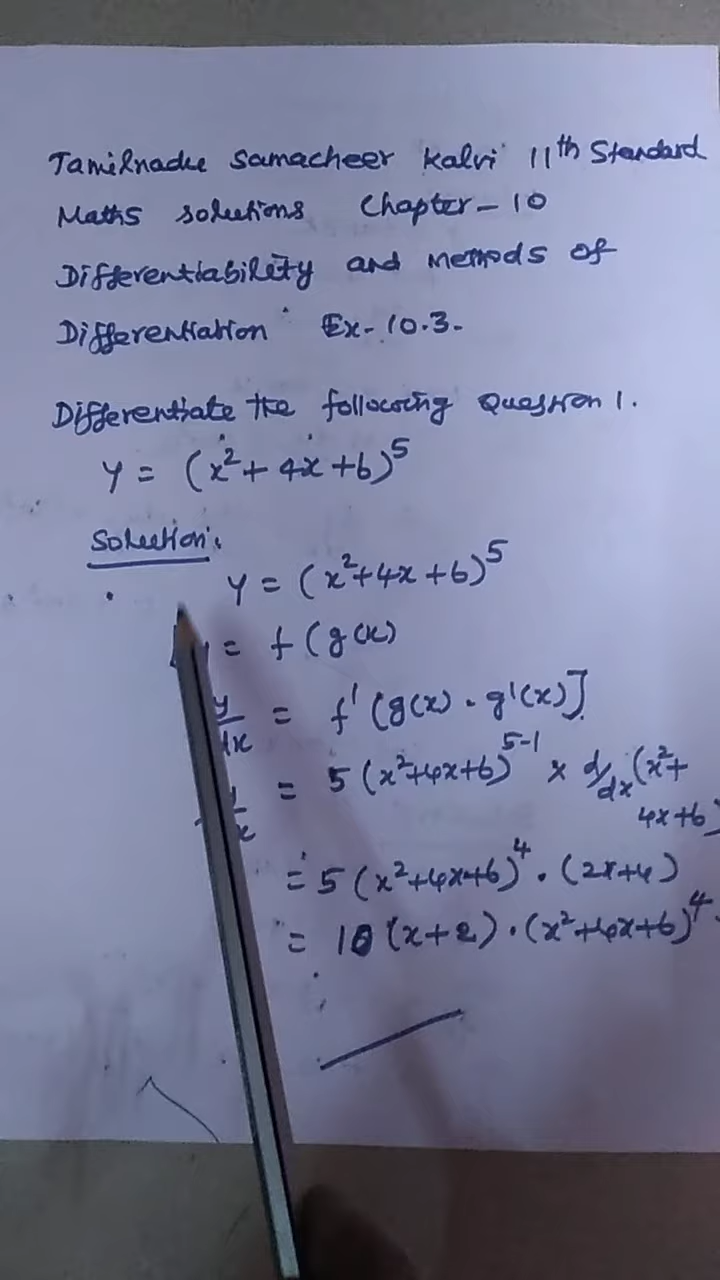 Tamilnadu Samacheer Kalvi 11th Standard
Maths solutions Chapter-10
Differentiability and Methods of
Differentiation Ex-10.3.
Differentiate the following Question 1.
y = (x²+4x+6)⁵
Solution:
y = (x²+4x+6)⁵
= f(g(x)
y/dx = f'(g(x).g'(x)]
= 5(x²+4x+6)⁵⁻¹ × d/dx (x²+
4x+6)
= 5(x²+4x+6)⁴.(2x+4)
= 10(x+2).(x²+4x+6)⁴.